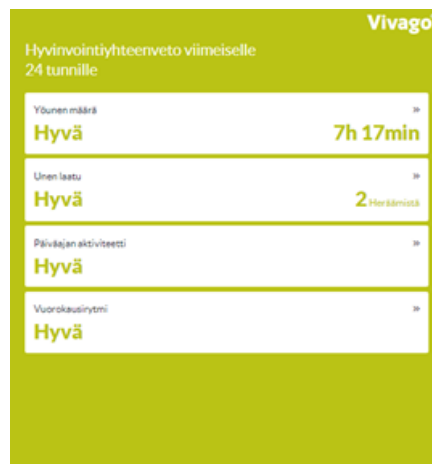 Vivago
Hyvinvointiyhteenveto viimeiselle
24 tunnille
Yöunen määrä »
Hyvä 7h 17min
Unen laatu »
Hyvä 2 Heräämistä
Päiväajan aktiviteetti »
Hyvä
Vuorokausirytmi »
Hyvä